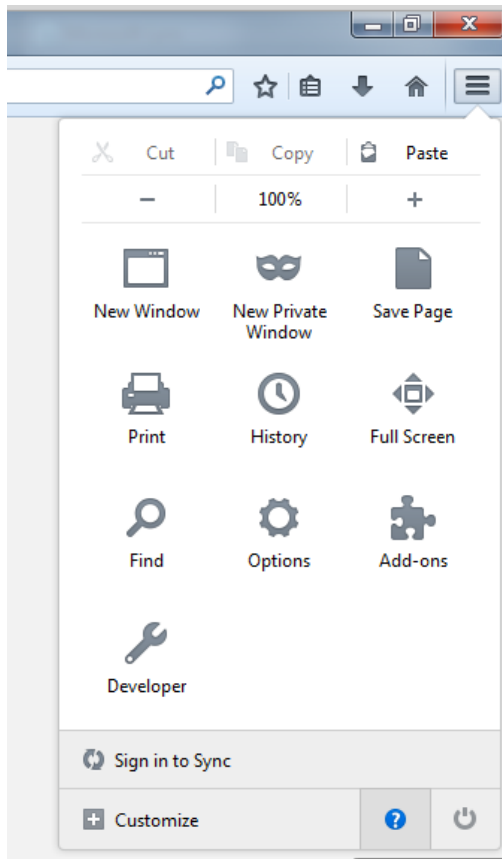 Cut Copy Paste
− 100% +
New Window New Private Window Save Page
Print History Full Screen
Find Options Add-ons
Developer
Sign in to Sync
Customize ?